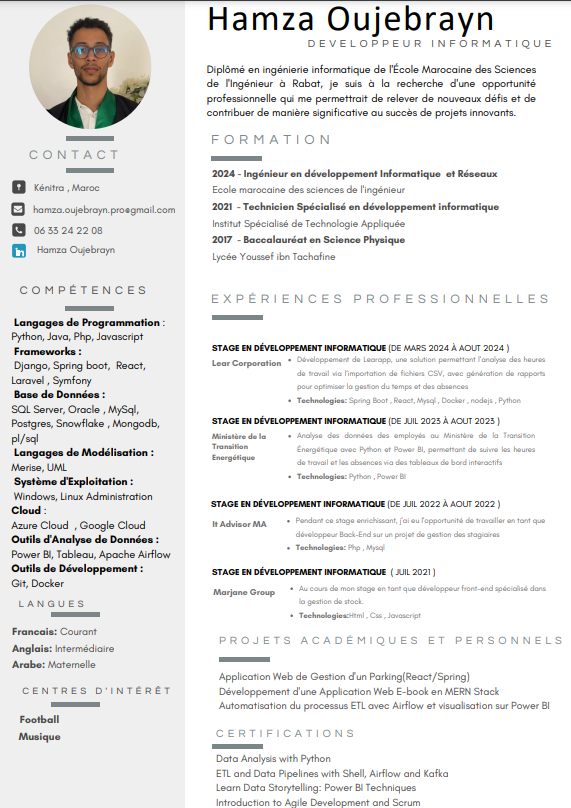 Hamza Oujebrayn
DEVELOPPEUR INFORMATIQUE
Diplômé en ingénierie informatique de l'École Marocaine des Sciences
de l'Ingénieur à Rabat, je suis à la recherche d'une opportunité
professionnelle qui me permettrait de relever de nouveaux défis et de
contribuer de manière significative au succès de projets innovants.
CONTACT
Kénitra , Maroc
hamza.oujebrayn.pro@gmail.com
06 33 24 22 08
Hamza Oujebrayn
COMPÉTENCES
Langages de Programmation :
Python, Java, Php, Javascript
Frameworks :
Django, Spring boot, React,
Laravel , Symfony
Base de Données :
SQL Server, Oracle , MySql,
Postgres, Snowflake , Mongodb,
pl/sql
Langages de Modélisation :
Merise, UML
Système d'Exploitation :
Windows, Linux Administration
Cloud :
Azure Cloud , Google Cloud
Outils d'Analyse de Données :
Power BI, Tableau, Apache Airflow
Outils de Développement :
Git, Docker
LANGUES
Francais: Courant
Anglais: Intermédiaire
Arabe: Maternelle
CENTRES D'INTÉRÊT
Football
Musique
FORMATION
2024 - Ingénieur en développement Informatique et Réseaux
Ecole marocaine des sciences de l'ingénieur
2021 - Technicien Spécialisé en développement informatique
Institut Spécialisé de Technologie Appliquée
2017 - Baccalauréat en Science Physique
Lycée Youssef ibn Tachafine
EXPÉRIENCES PROFESSIONNELLES
STAGE EN DÉVELOPPEMENT INFORMATIQUE (DE MARS 2024 À AOUT 2024 )
Lear Corporation
• Développement de Learapp, une solution permettant l'analyse des heures
de travail via l'importation de fichiers CSV, avec génération de rapports
pour optimiser la gestion du temps et des absences
• Technologies: Spring Boot , React, Mysql , Docker , nodejs , Python
STAGE EN DÉVELOPPEMENT INFORMATIQUE (DE JUIL 2023 À AOUT 2023 )
Ministère de la
Transition
Energétique
• Analyse des données des employés au Ministère de la Transition
Énergétique avec Python et Power BI, permettant de suivre les heures
de travail et les absences via des tableaux de bord interactifs
• Technologies: Python , Power BI
STAGE EN DÉVELOPPEMENT INFORMATIQUE (DE JUIL 2022 À AOUT 2022 )
It Advisor MA
• Pendant ce stage enrichissant, j'ai eu l'opportunité de travailler en tant que
développeur Back-End sur un projet de gestion des stagiaires
• Technologies: Php , Mysql
STAGE EN DÉVELOPPEMENT INFORMATIQUE ( JUIL 2021 )
Marjane Group
• Au cours de mon stage en tant que développeur front-end spécialisé dans
la gestion de stock.
• Technologies:Html , Css , Javascript
PROJETS ACADÉMIQUES ET PERSONNELS
Application Web de Gestion d'un Parking(React/Spring)
Développement d'une Application Web E-book en MERN Stack
Automatisation du processus ETL avec Airflow et visualisation sur Power BI
CERTIFICATIONS
Data Analysis with Python
ETL and Data Pipelines with Shell, Airflow and Kafka
Learn Data Storytelling: Power BI Techniques
Introduction to Agile Development and Scrum